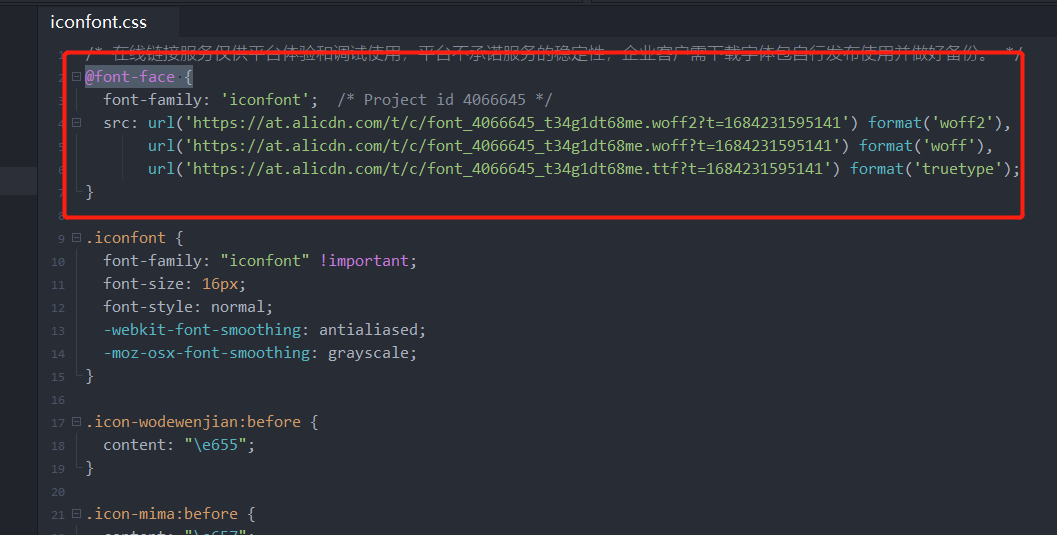 iconfont.css
1 /* 在线链接服务仅供平台体验和调试使用，平台不承诺服务的稳定性，企业客户需下载字体包自行发布使用并做好备份。 */
2 @font-face {
3 font-family: 'iconfont'; /* Project id 4066645 */
4 src: url('https://at.alicdn.com/t/c/font_4066645_t34g1dt68me.woff2?t=1684231595141') format('woff2'),
5 url('https://at.alicdn.com/t/c/font_4066645_t34g1dt68me.woff?t=1684231595141') format('woff'),
6 url('https://at.alicdn.com/t/c/font_4066645_t34g1dt68me.ttf?t=1684231595141') format('truetype');
7 }
8
9 .iconfont {
10 font-family: "iconfont" !important;
11 font-size: 16px;
12 font-style: normal;
13 -webkit-font-smoothing: antialiased;
14 -moz-osx-font-smoothing: grayscale;
15 }
16
17 .icon-wodewenjian:before {
18 content: "\e655";
19 }
20
21 .icon-mima:before {
content: "\e657";